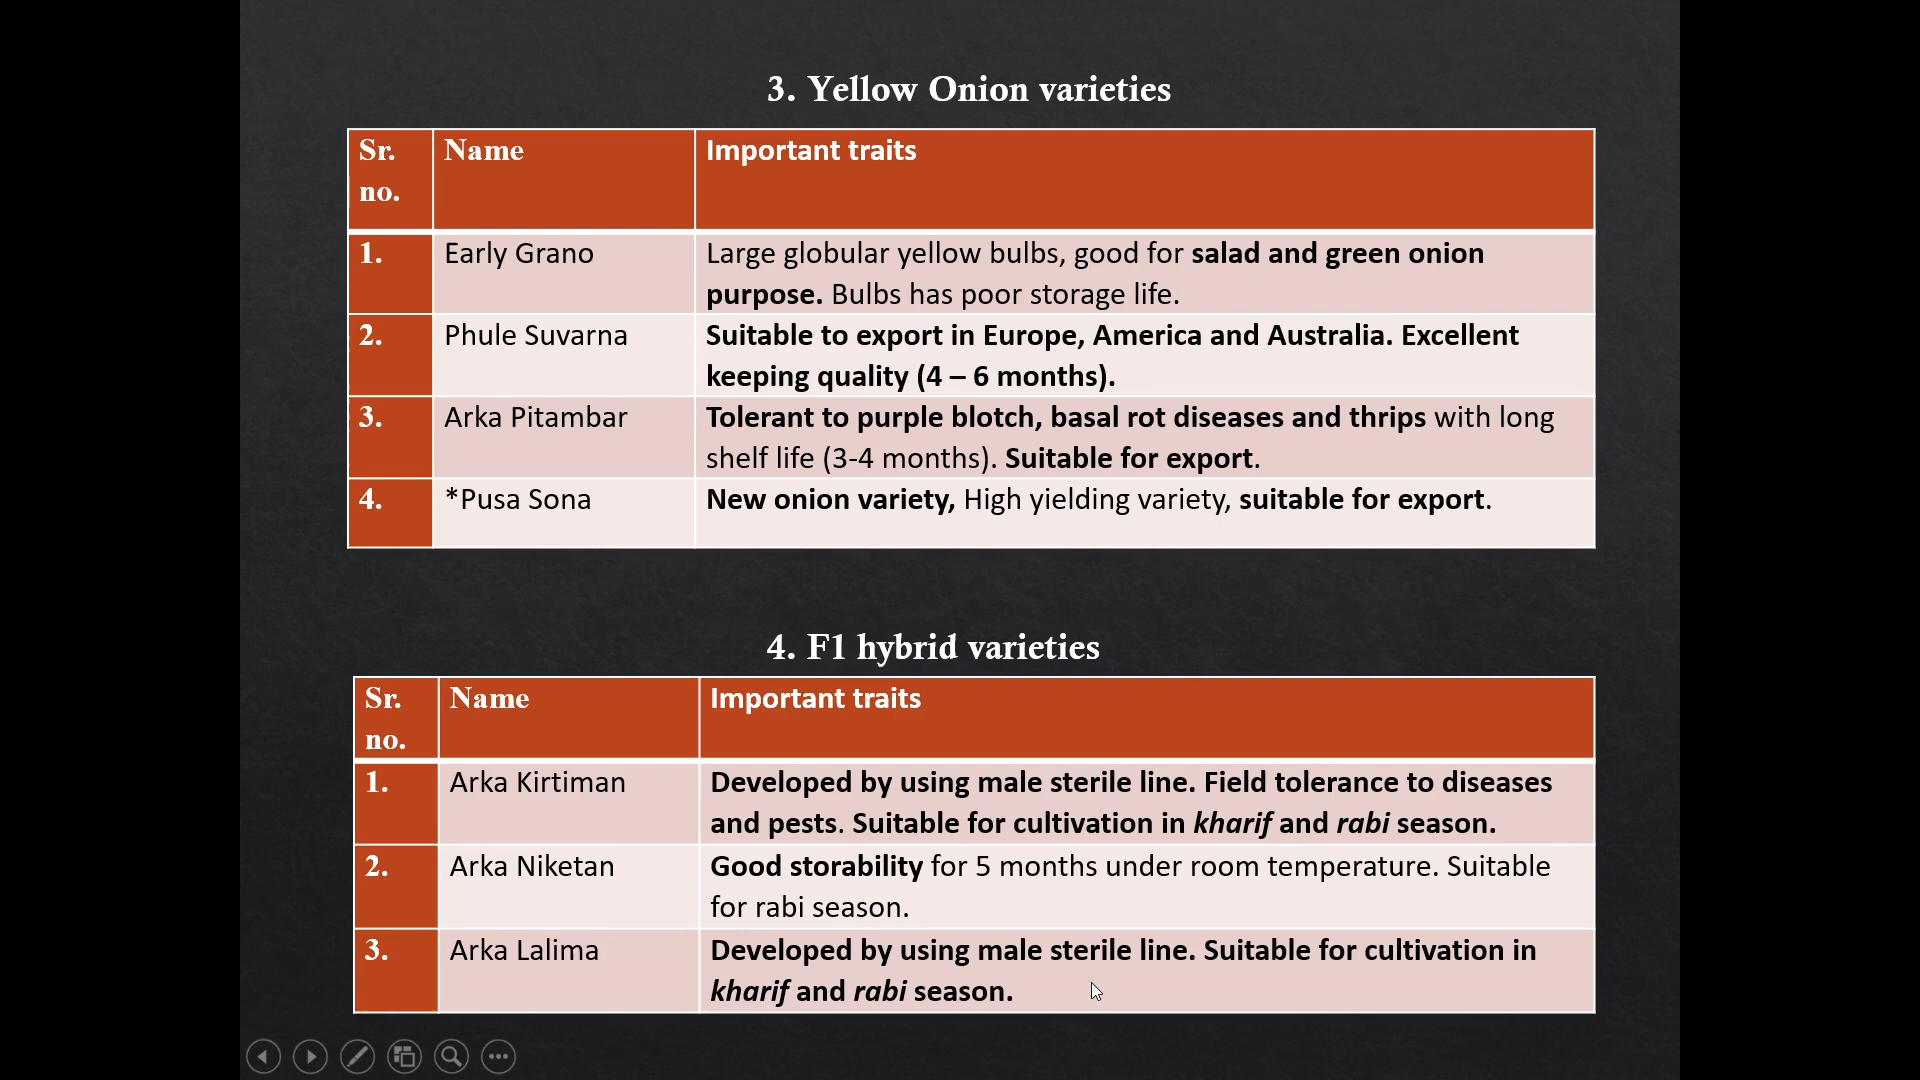 3. Yellow Onion varieties
Sr. no. Name Important traits
1. Early Grano Large globular yellow bulbs, good for salad and green onion
purpose. Bulbs has poor storage life.
2. Phule Suvarna Suitable to export in Europe, America and Australia. Excellent
keeping quality (4 – 6 months).
3. Arka Pitambar Tolerant to purple blotch, basal rot diseases and thrips with long
shelf life (3-4 months). Suitable for export.
4. *Pusa Sona New onion variety, High yielding variety, suitable for export.
4. F1 hybrid varieties
Sr. no. Name Important traits
1. Arka Kirtiman Developed by using male sterile line. Field tolerance to diseases
and pests. Suitable for cultivation in kharif and rabi season.
2. Arka Niketan Good storability for 5 months under room temperature. Suitable
for rabi season.
3. Arka Lalima Developed by using male sterile line. Suitable for cultivation in
kharif and rabi season.